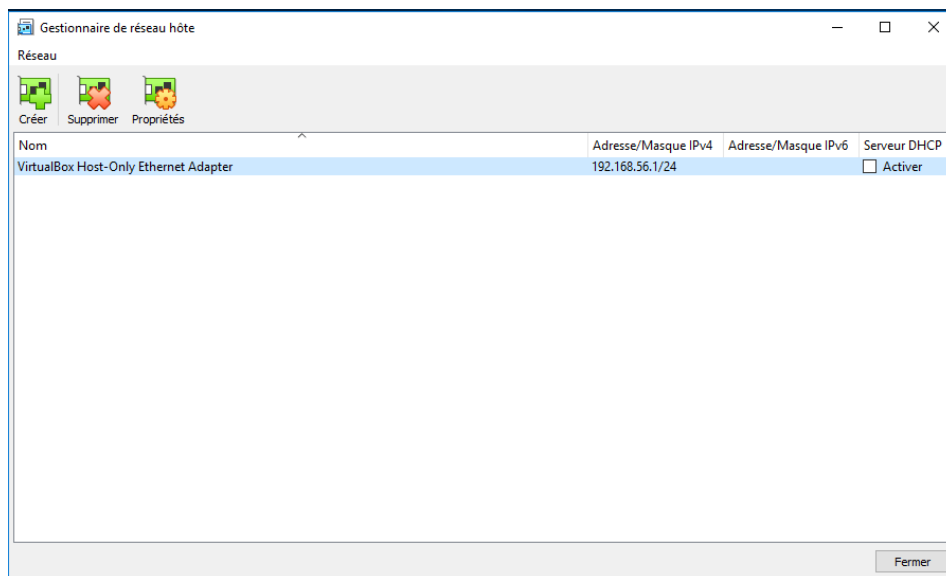 Gestionnaire de réseau hôte
Réseau
Créer Supprimer Propriétés
Nom Adresse/Masque IPv4 Adresse/Masque IPv6 Serveur DHCP
VirtualBox Host-Only Ethernet Adapter 192.168.56.1/24 Activer
Fermer